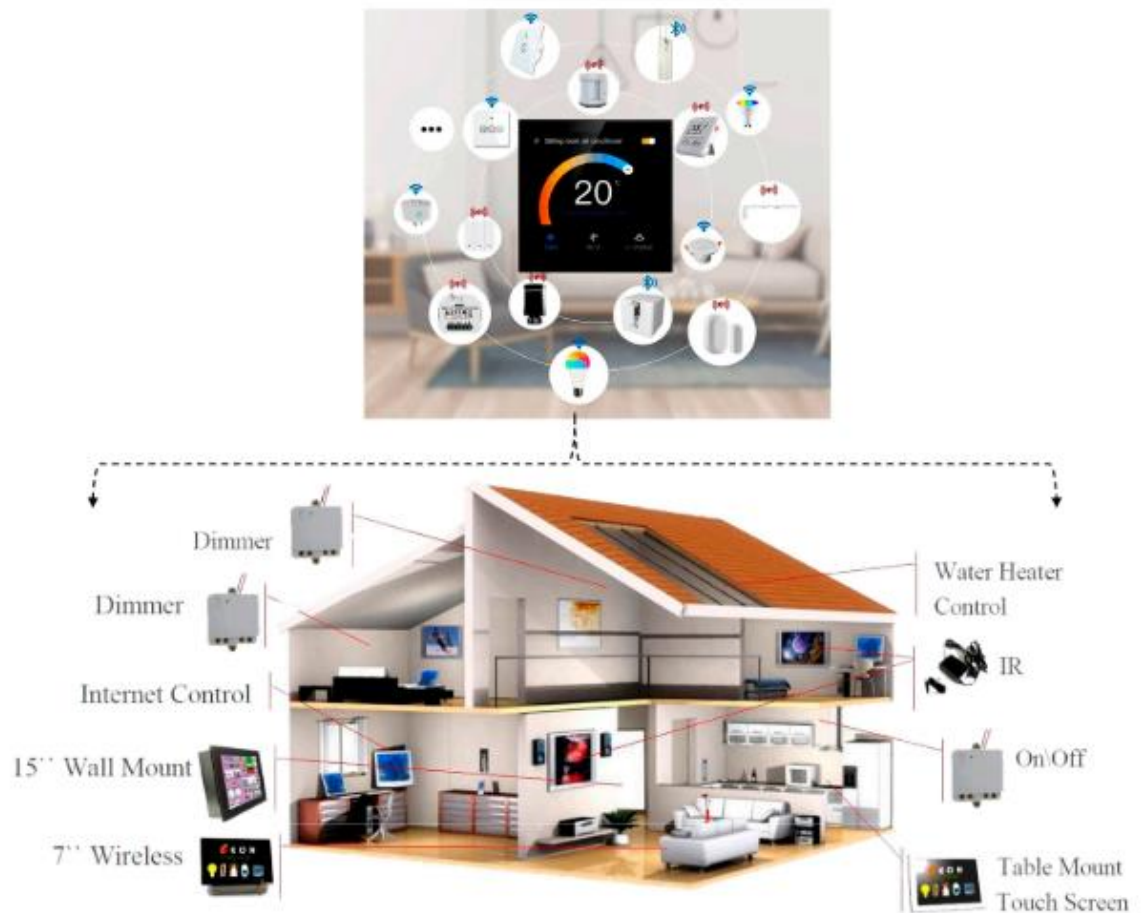 20
Dimmer
Dimmer
Internet Control
15`` Wall Mount
7`` Wireless
Water Heater
Control
IR
On\Off
Table Mount
Touch Screen